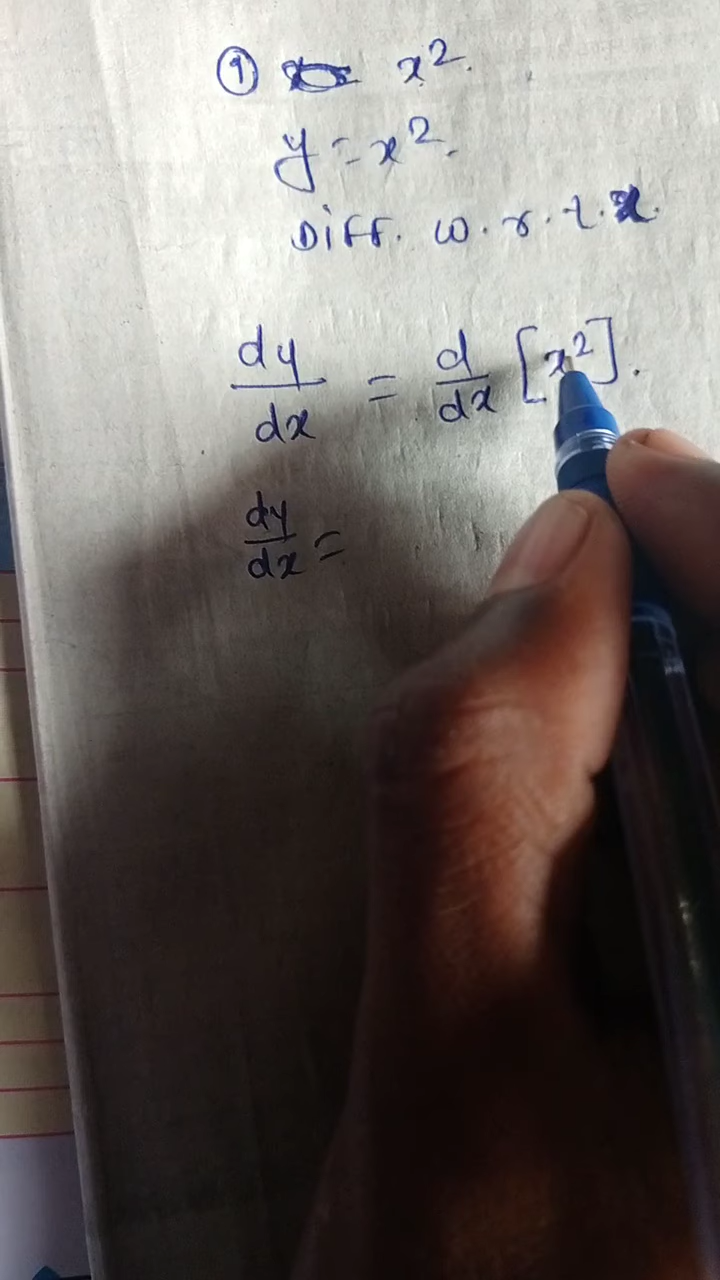 ① x².
y = x².
Diff. w.r.t. x.
dy/dx = d/dx [x²].
dy/dx =